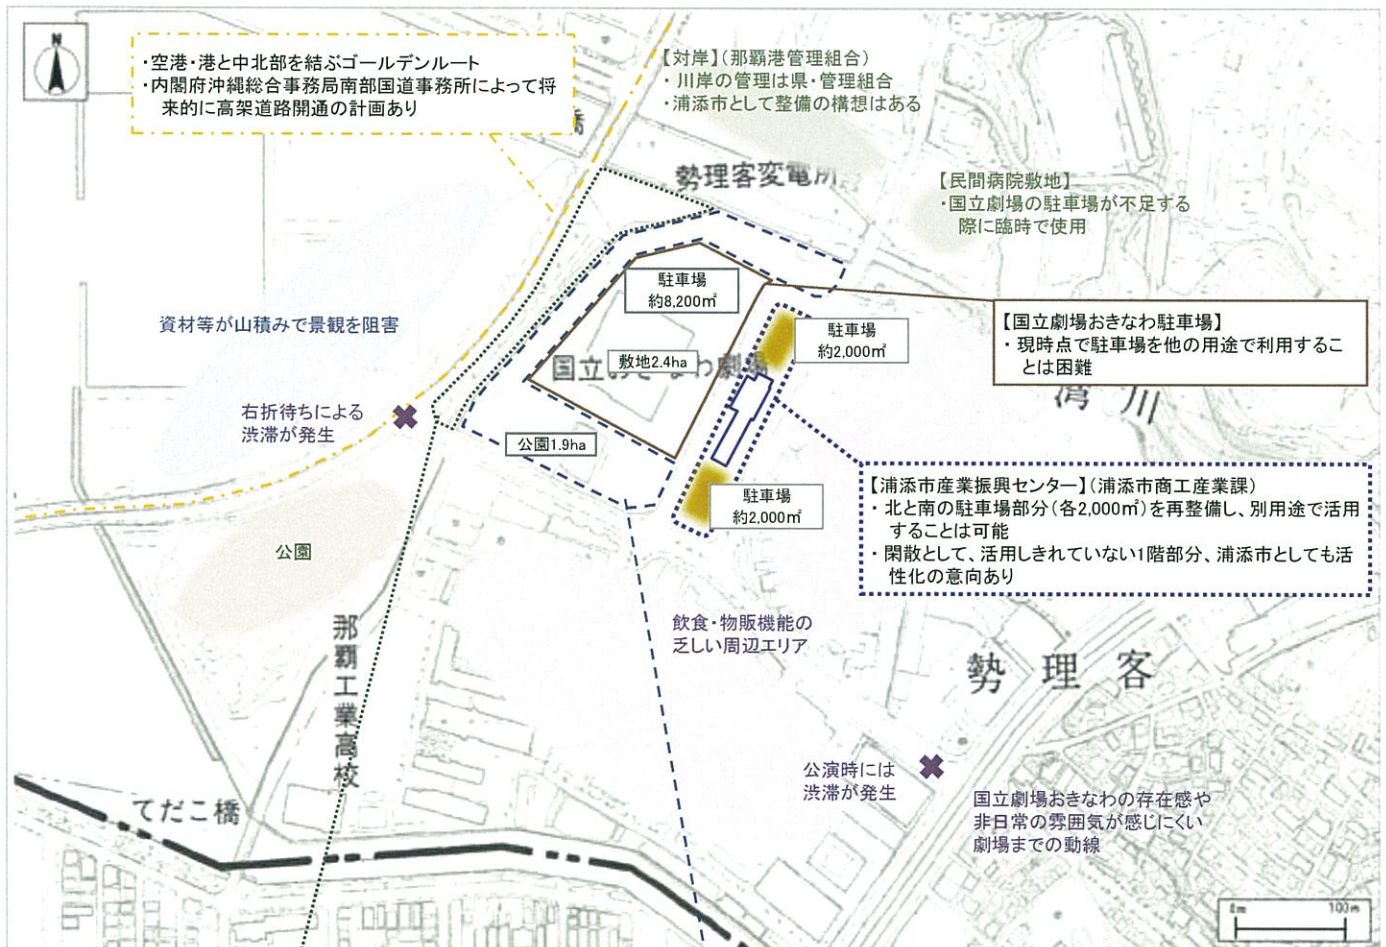 N
・空港・港と中北部を結ぶゴールデンルート
・内閣府沖縄総合事務局南部国道事務所によって将
来的に高架道路開通の計画あり
橋
【対岸】(那覇港管理組合)
・ 川岸の管理は県・管理組合
・浦添市として整備の構想はある
勢理客変電所
【民間病院敷地】
・国立劇場の駐車場が不足する
際に臨時で使用
駐車場
約8,200㎡
資材等が山積みで景観を阻害
駐車場
約2,000㎡
【国立劇場おきなわ駐車場】
・ 現時点で駐車場を他の用途で利用するこ
とは困難
敷地2.4ha
国立おきなわ劇場
湾川
右折待ちによる
渋滞が発生
公園1.9ha
【浦添市産業振興センター】(浦添市商工産業課)
・ 北と南の駐車場部分(各2,000㎡)を再整備し、別用途で活用
することは可能
・ 閑散として、活用しきれていない1階部分、浦添市としても活
性化の意向あり
駐車場
約2,000㎡
公園
飲食・物販機能の
乏しい周辺エリア
那覇工業高校
勢理客
公演時には
渋滞が発生
てだこ橋
国立劇場おきなわの存在感や
非日常の雰囲気が感じにくい
劇場までの動線
100m